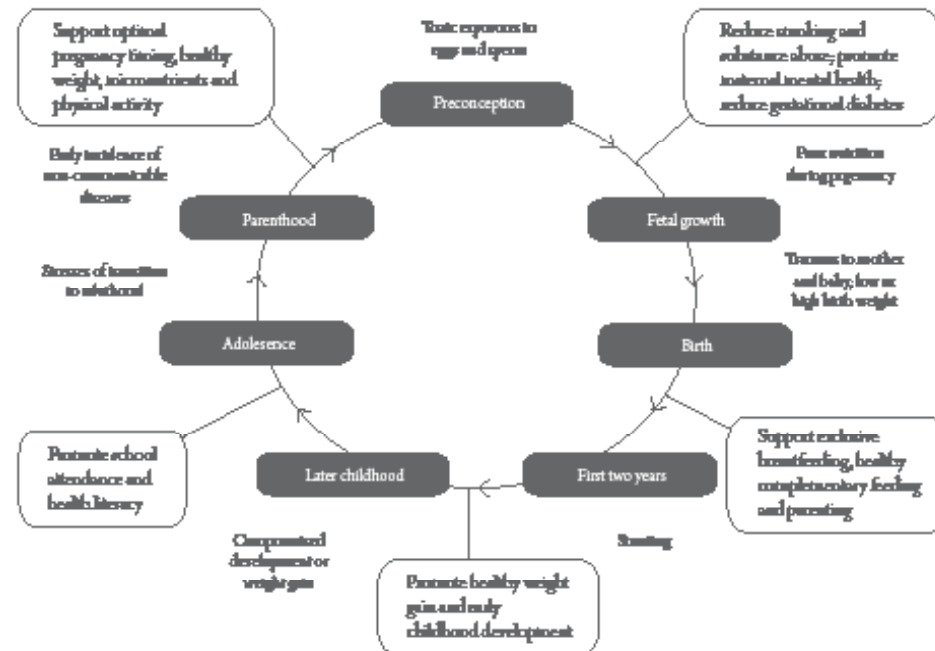 Support optimal
pregnancy timing, healthy
weight, micronutrients and
physical activity
Toxic exposures to
eggs and sperm
Reduce smoking and
substance abuse; promote
maternal mental health;
reduce gestational diabetes
Preconception
Early incidence of
non-communicable
diseases
Poor nutrition
during pregnancy
Parenthood
Fetal growth
Stresses of transition
to adulthood
Traumas to mother
and baby, low or
high birth weight
Adolesence
Birth
Promote school
attendance and
health literacy
Later childhood
First two years
Support exclusive
breastfeeding, healthy
complementary feeding
and parenting
Compromised
development or
weight gain
Stunting
Promote healthy weight
gain and early
childhood development